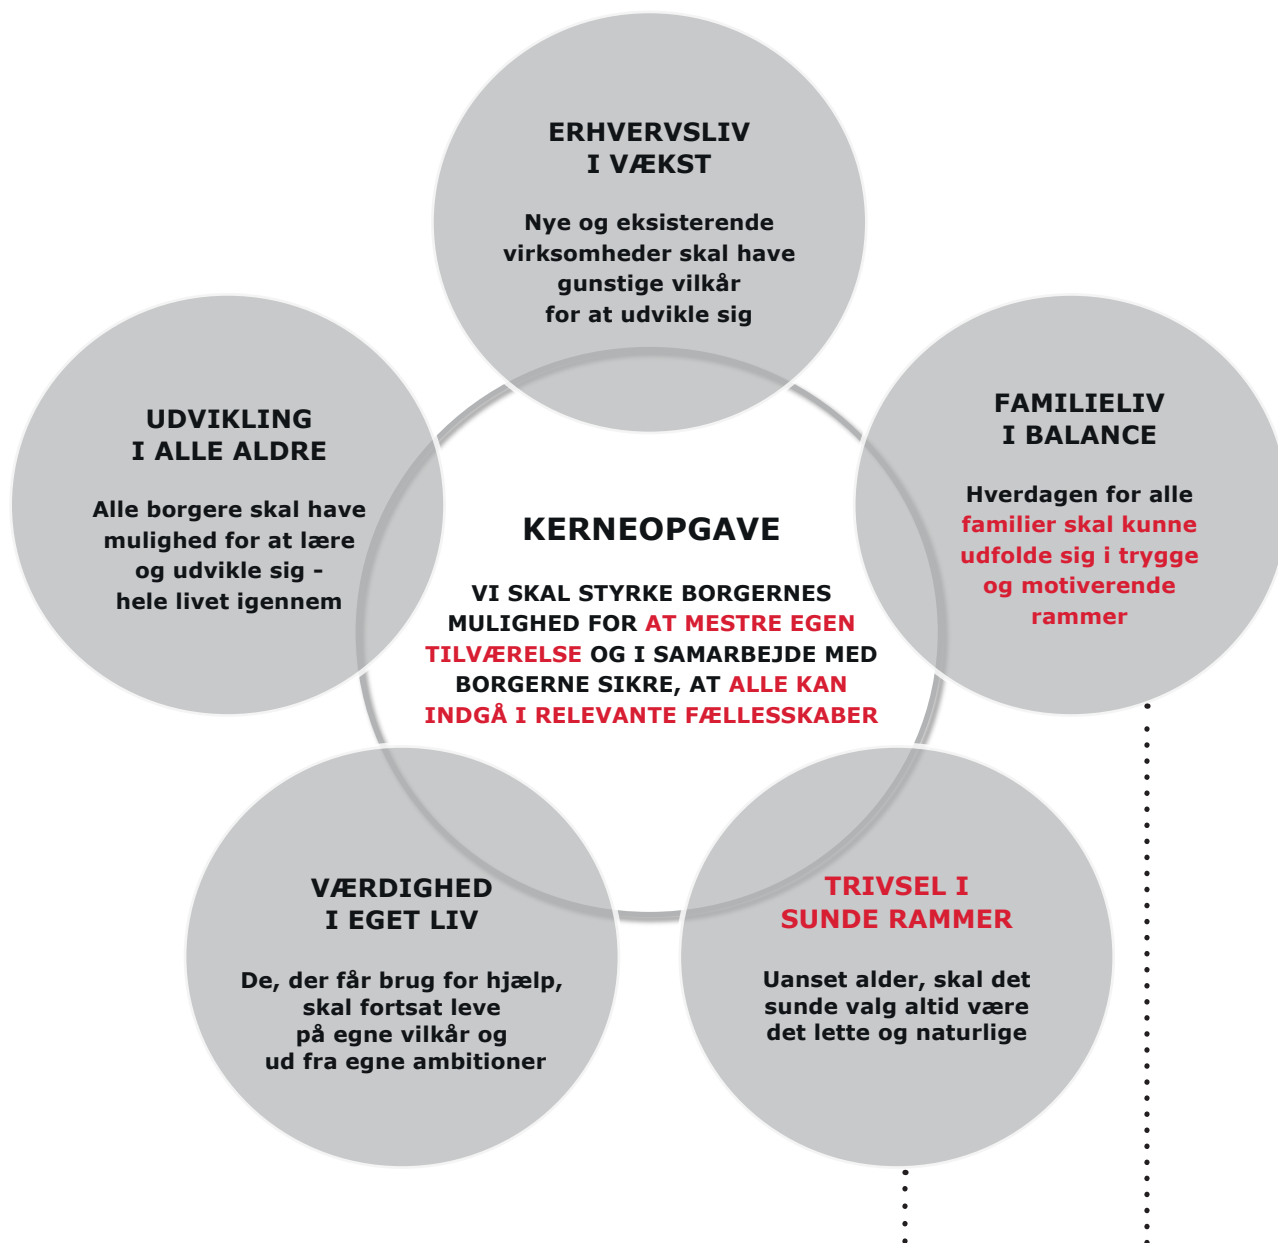 ERHVERVSLIV
I VÆKST
Nye og eksisterende
virksomheder skal have
gunstige vilkår
for at udvikle sig
UDVIKLING
I ALLE ALDRE
Alle borgere skal have
mulighed for at lære
og udvikle sig –
hele livet igennem
FAMILIELIV
I BALANCE
Hverdagen for alle
familier skal kunne
udfolde sig i trygge
og motiverende
rammer
KERNEOPGAVE
VI SKAL STYRKE BORGERNES
MULIGHED FOR AT MESTRE EGEN
TILVÆRELSE OG I SAMARBEJDE MED
BORGERNE SIKRE, AT ALLE KAN
INDGÅ I RELEVANTE FÆLLESSKABER
VÆRDIGHED
I EGET LIV
De, der får brug for hjælp,
skal fortsat leve
på egne vilkår og
ud fra egne ambitioner
TRIVSEL I
SUNDE RAMMER
Uanset alder, skal det
sunde valg altid være
det lette og naturlige